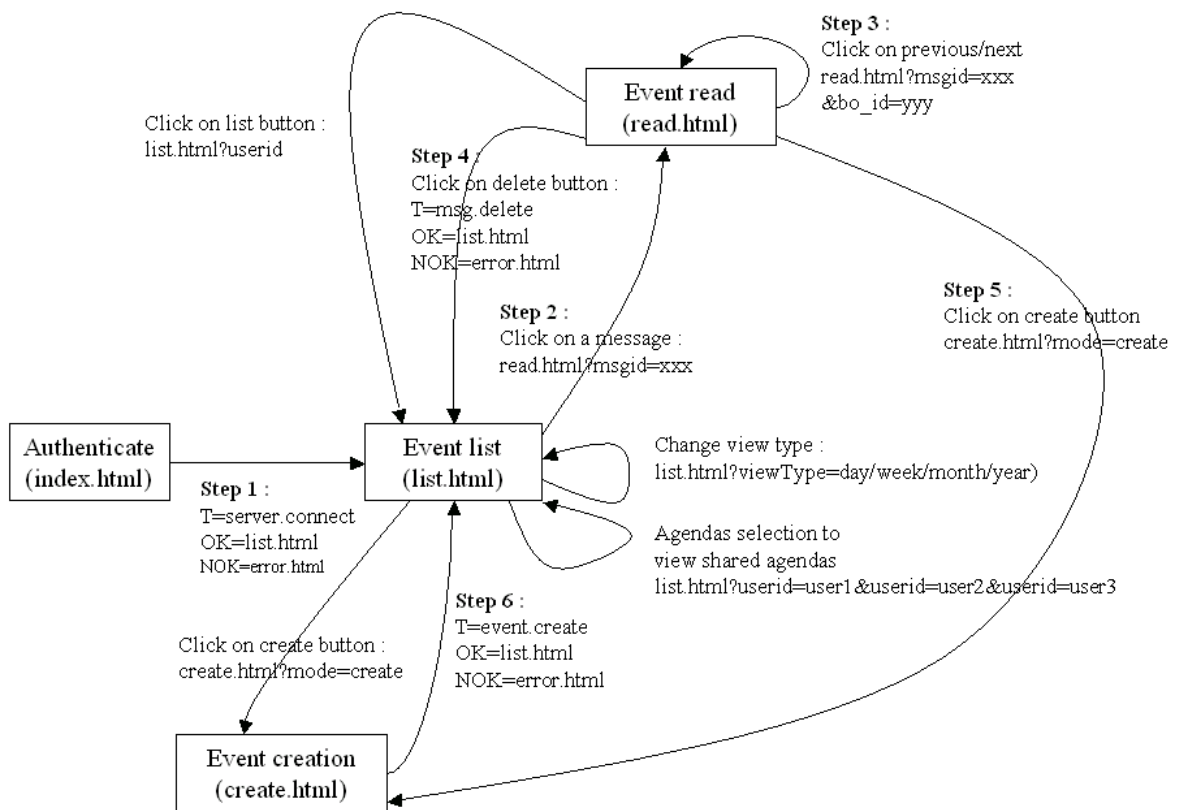 Step 3 :
Click on previous/next
read.html?msgid=xxx
&bo_id=yyy
Event read
(read.html)
Click on list button :
list.html?userid
Step 4 :
Click on delete button :
T=msg.delete
OK=list.html
NOK=error.html
Step 5 :
Click on create button
create.html?mode=create
Step 2 :
Click on a message :
read.html?msgid=xxx
Authenticate
(index.html)
Event list
(list.html)
Change view type :
list.html?viewType=day/week/month/year)
Step 1 :
T=server.connect
OK=list.html
NOK=error.html
Agendas selection to
view shared agendas
list.html?userid=user1&userid=user2&userid=user3
Step 6 :
T=event.create
OK=list.html
NOK=error.html
Click on create button :
create.html?mode=create
Event creation
(create.html)